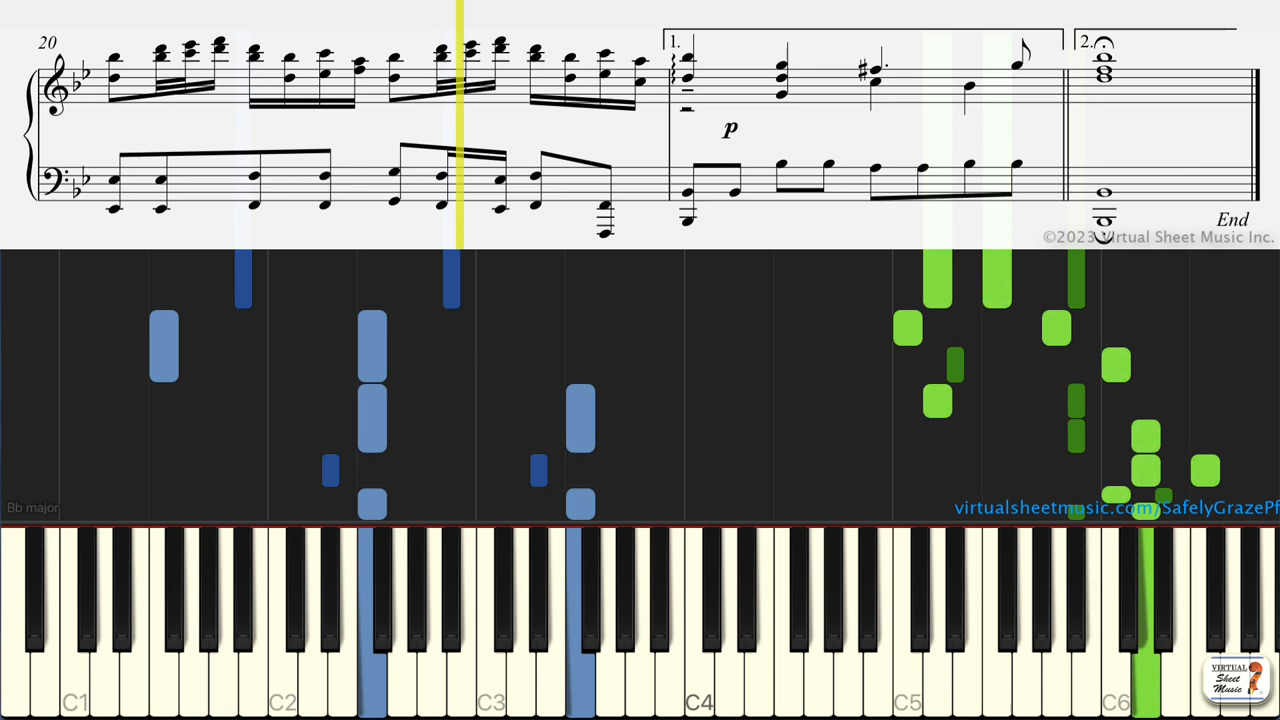 20
1.
2.
p
End
©2023 Virtual Sheet Music Inc.
Bb major
virtualsheetmusic.com/SafelyGrazePf
C1 C2 C3 C4 C5 C6
VIRTUAL
Sheet
Music